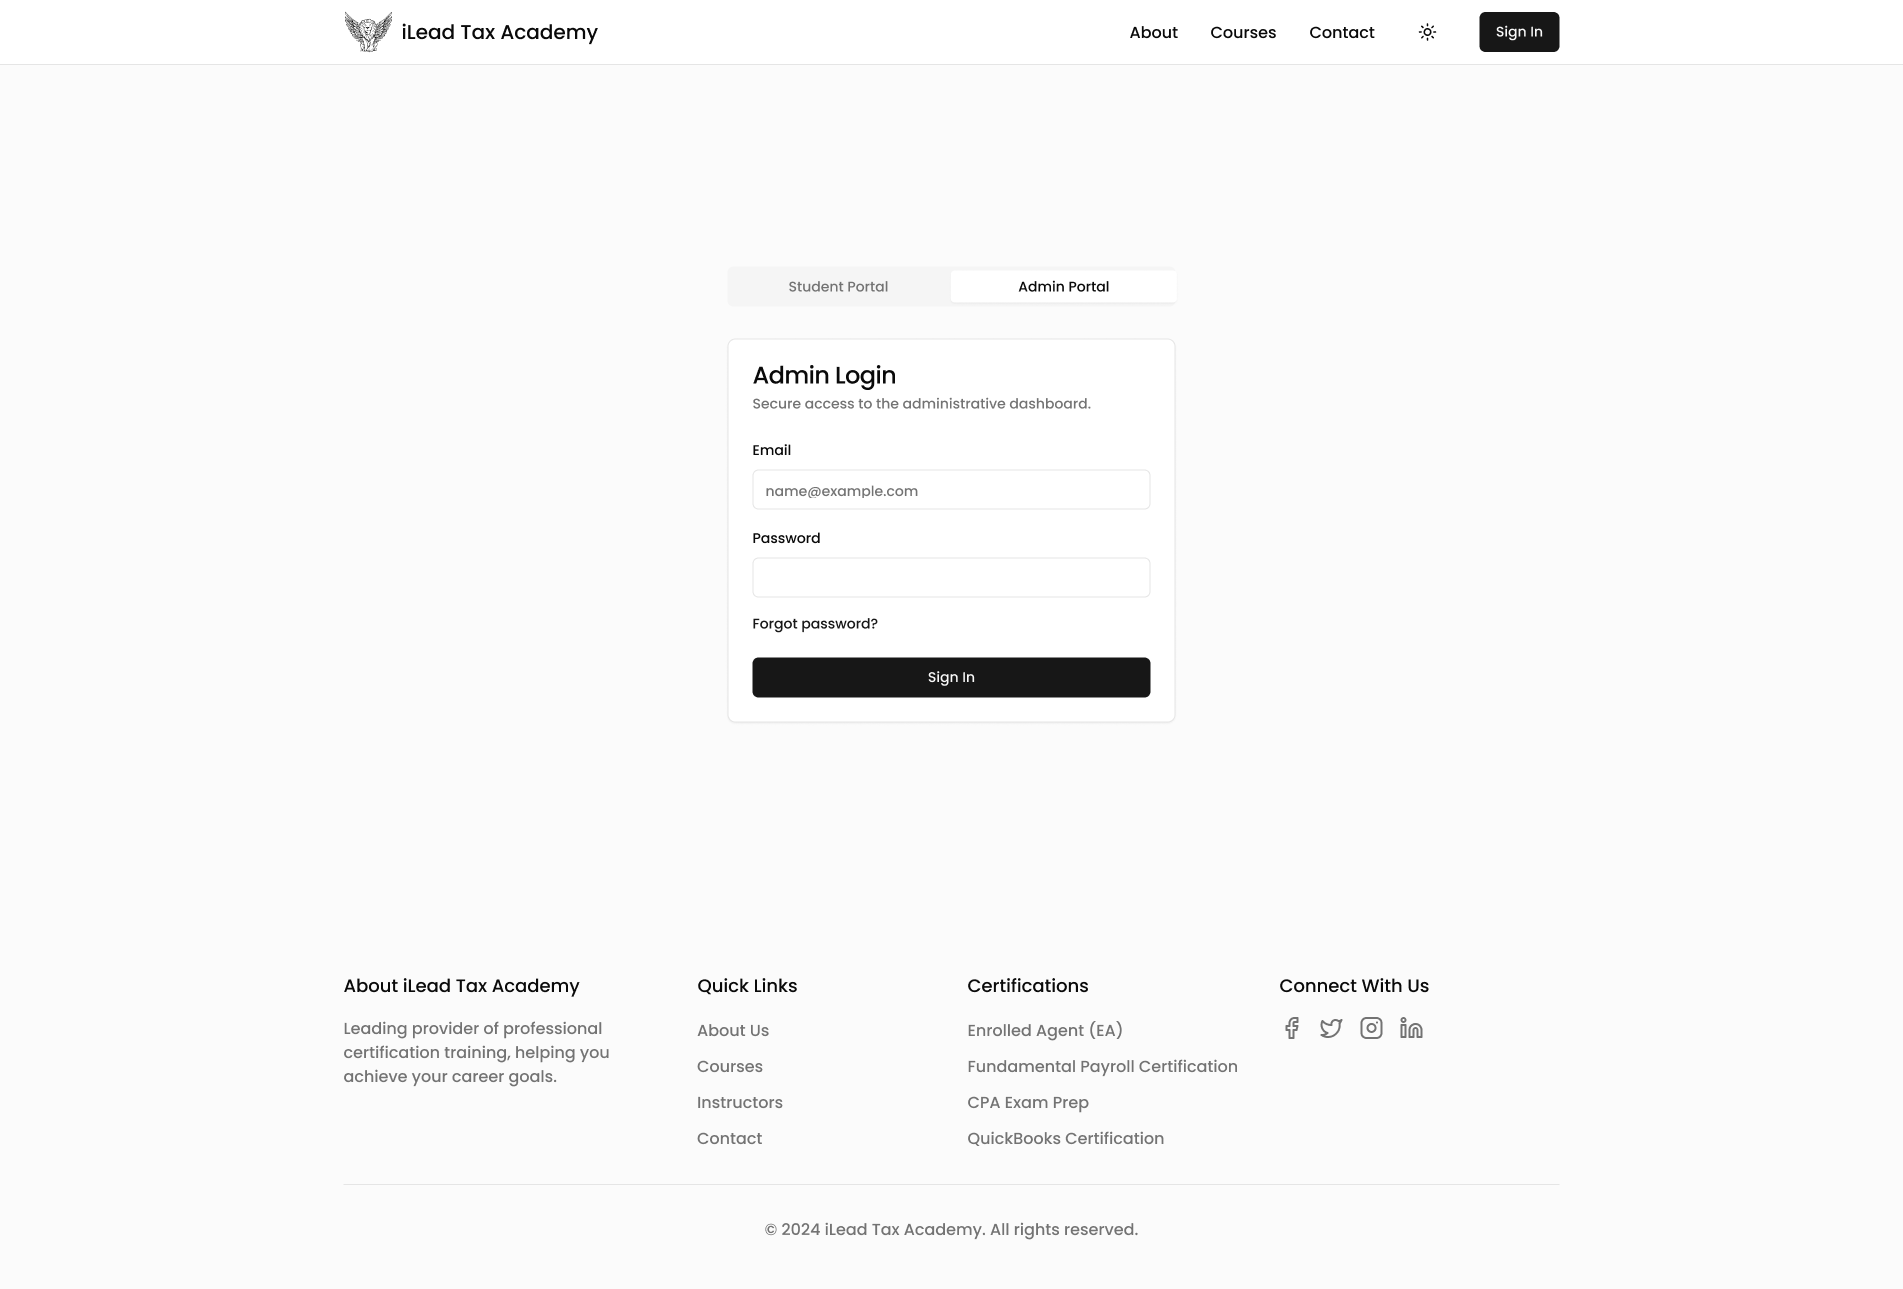 iLead Tax Academy
About
Courses
Contact
Sign In
Student Portal
Admin Portal
Admin Login
Secure access to the administrative dashboard.
Email
name@example.com
Password
Forgot password?
Sign In
About iLead Tax Academy
Leading provider of professional
certification training, helping you
achieve your career goals.
Quick Links
About Us
Courses
Instructors
Contact
Certifications
Enrolled Agent (EA)
Fundamental Payroll Certification
CPA Exam Prep
QuickBooks Certification
Connect With Us
© 2024 iLead Tax Academy. All rights reserved.